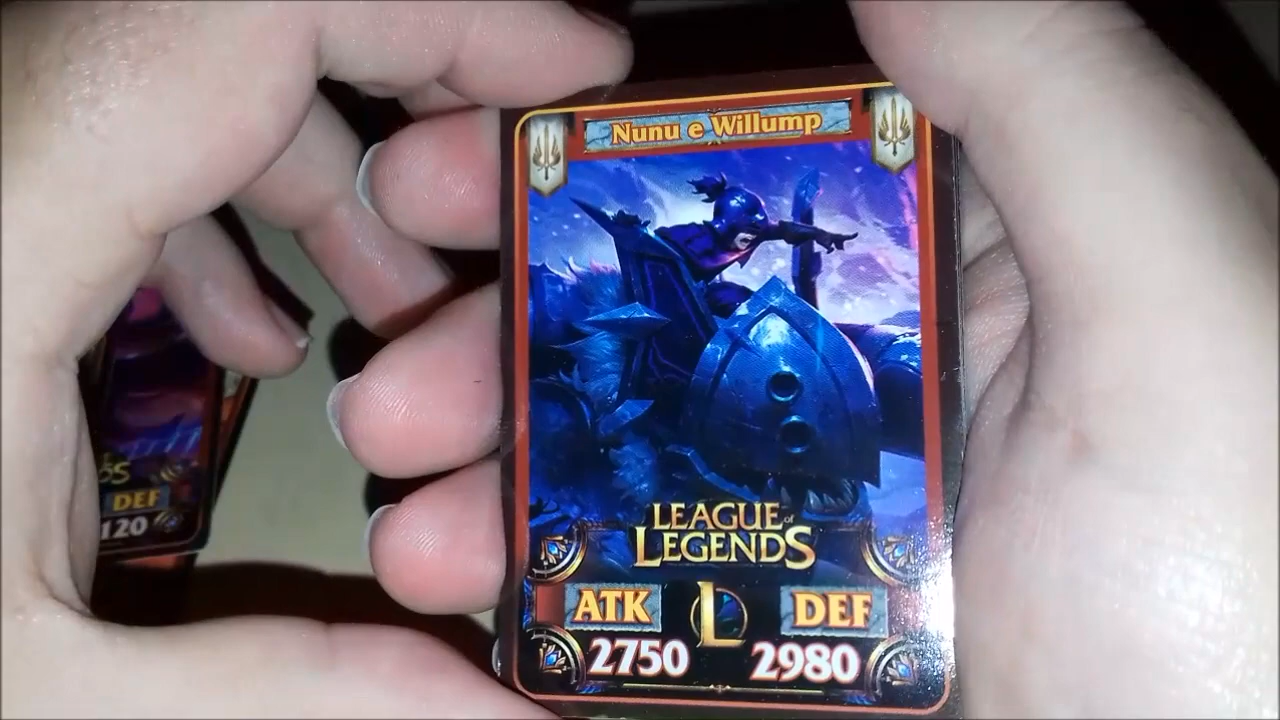 Nunu e Willump
LEAGUE of
LEGENDS
ATK L DEF
2750 2980
DEF
120